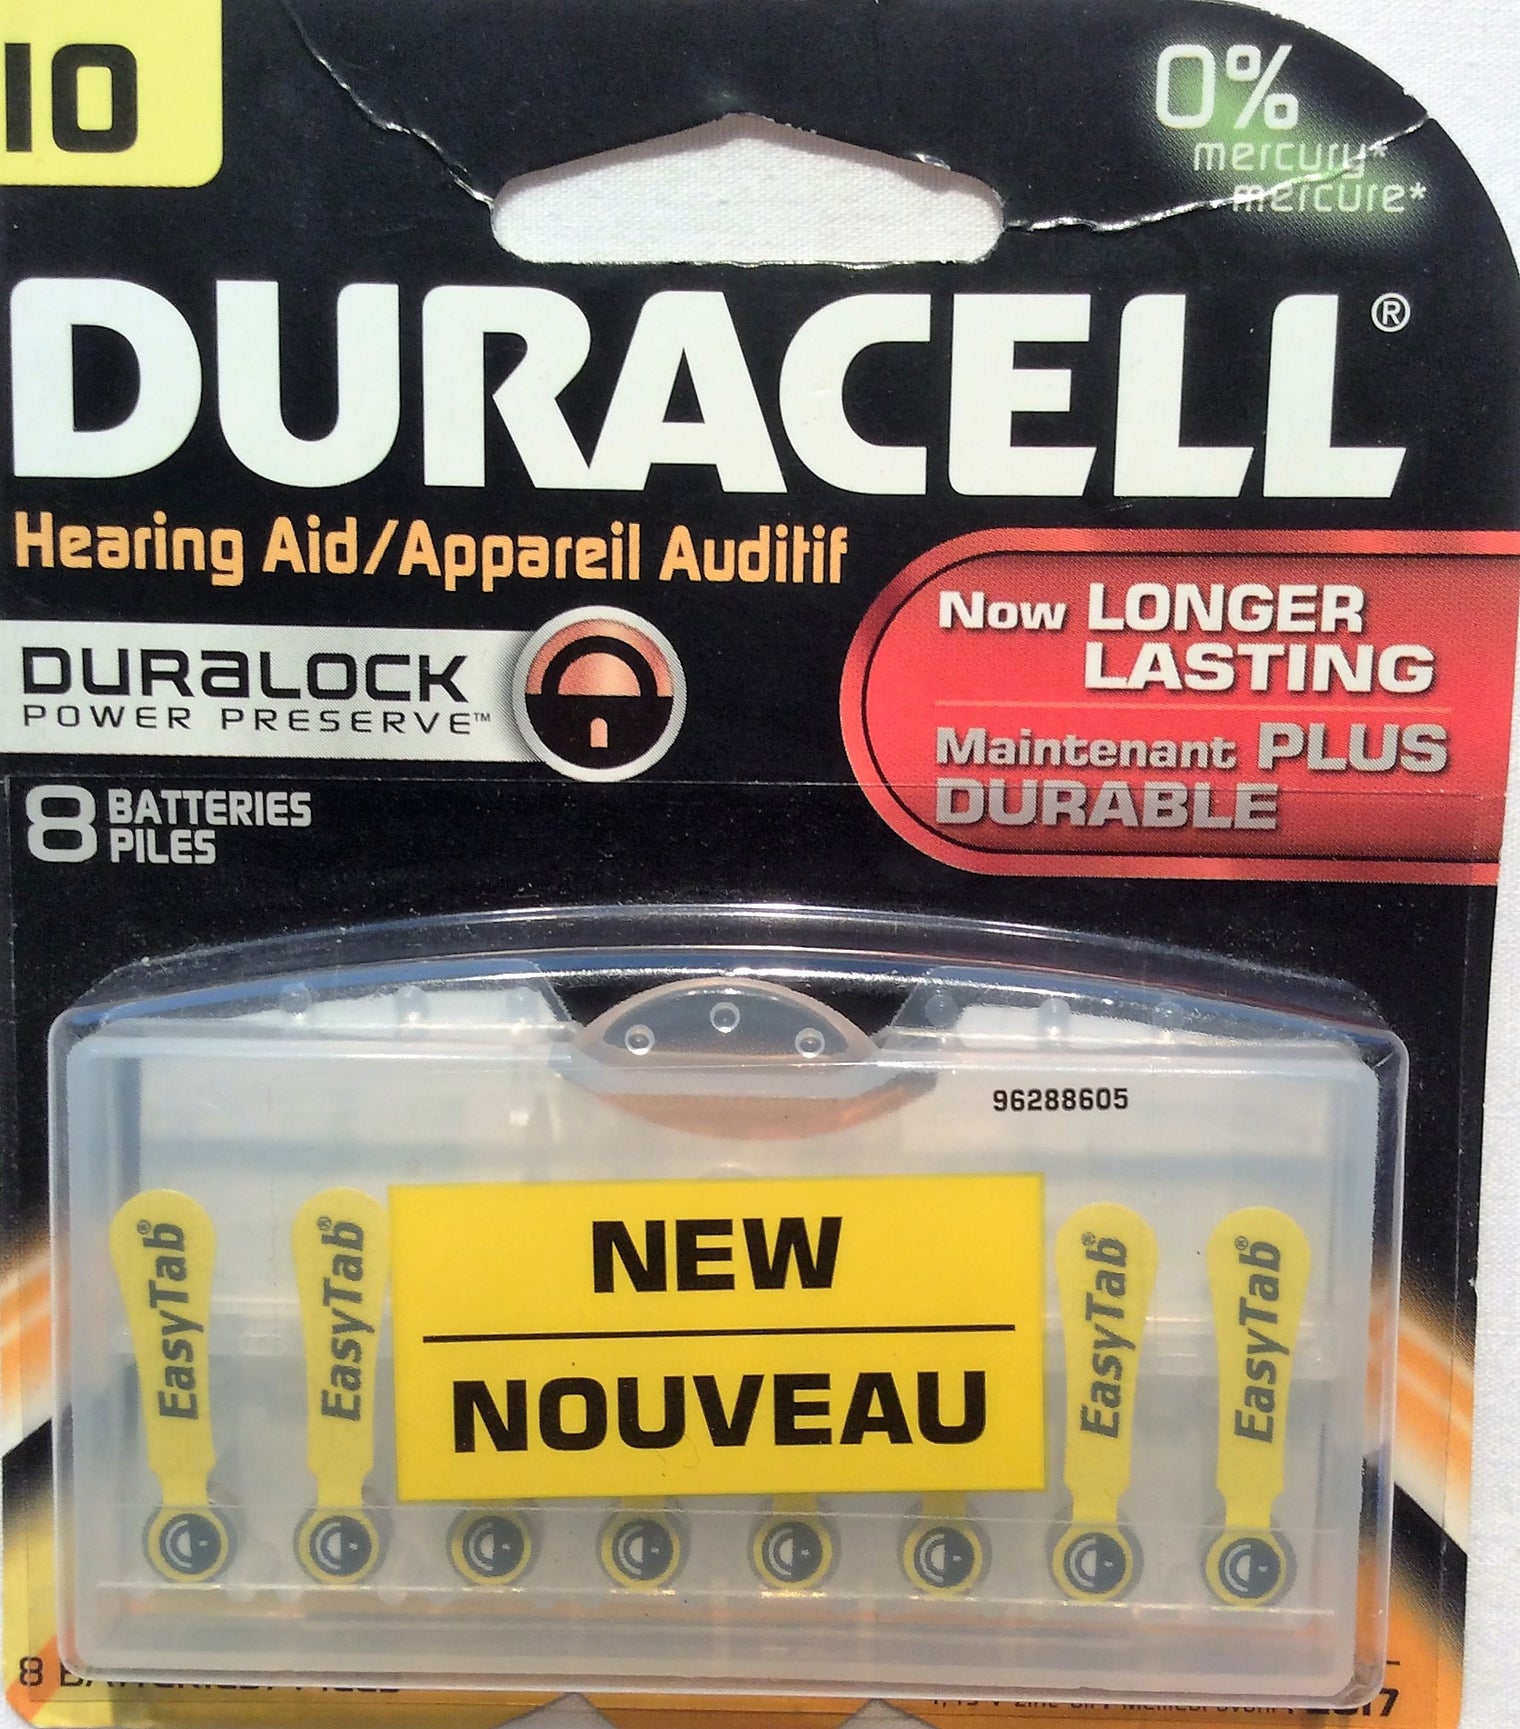 10
0%
mercury*
mercure*
DURACELL®
Hearing Aid/Appareil Auditif
DURALOCK
POWER PRESERVE™
Now LONGER
LASTING
Maintenant PLUS
DURABLE
8 BATTERIES
PILES
96288605
EasyTab®
EasyTab®
NEW
NOUVEAU
EasyTab®
EasyTab®
8